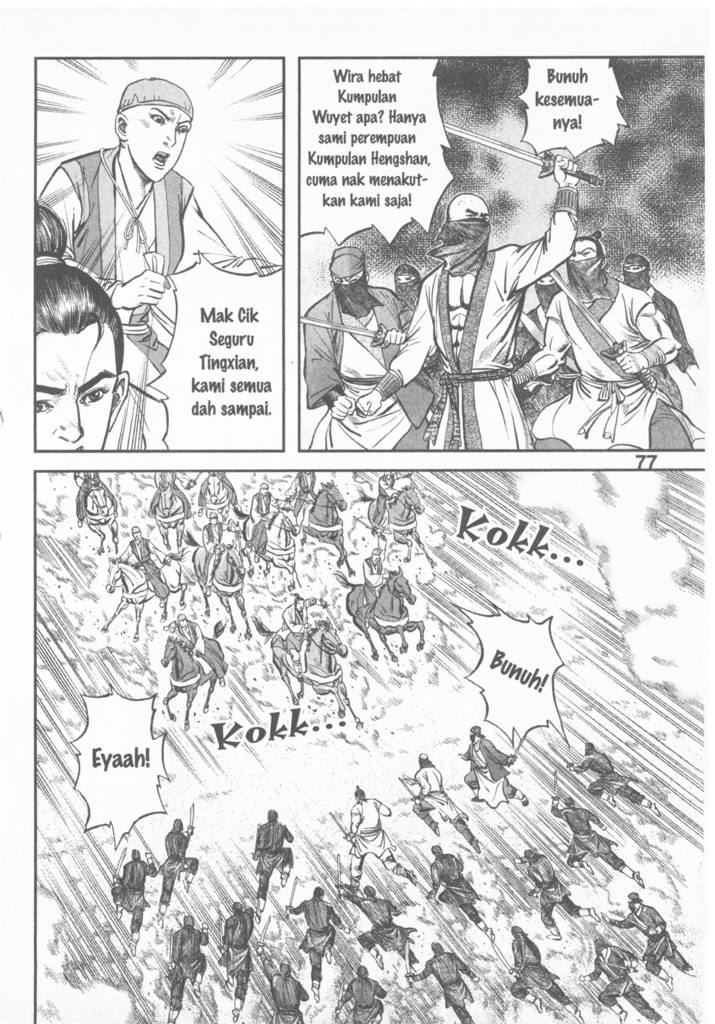 Mak Cik
Seguru
Tingxian,
kami semua
dah sampai.
Wira hebat
Kumpulan
Wuyet apa? Hanya
sami perempuan
Kumpulan Hengshan,
cuma nak menakut-
kan kami saja!
Bunuh
kesemua-
nya!
77
Kokk...
Bunuh!
Kokk...
Eyaah!